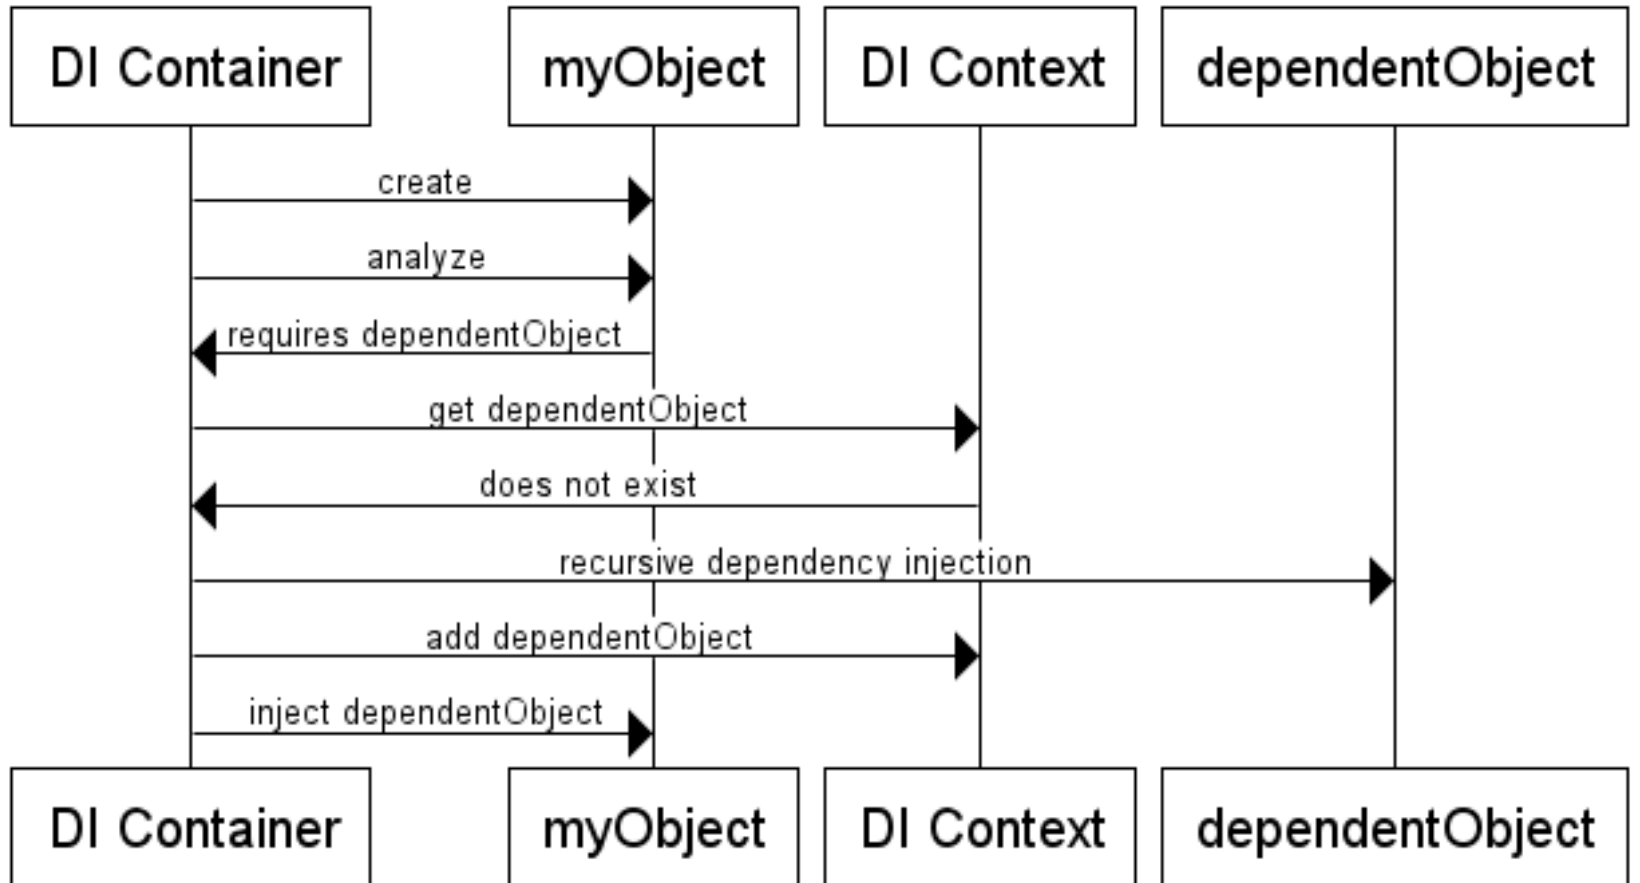 DI Container
myObject
DI Context
dependentObject
create
analyze
requires dependentObject
get dependentObject
does not exist
recursive dependency injection
add dependentObject
inject dependentObject
DI Container
myObject
DI Context
dependentObject